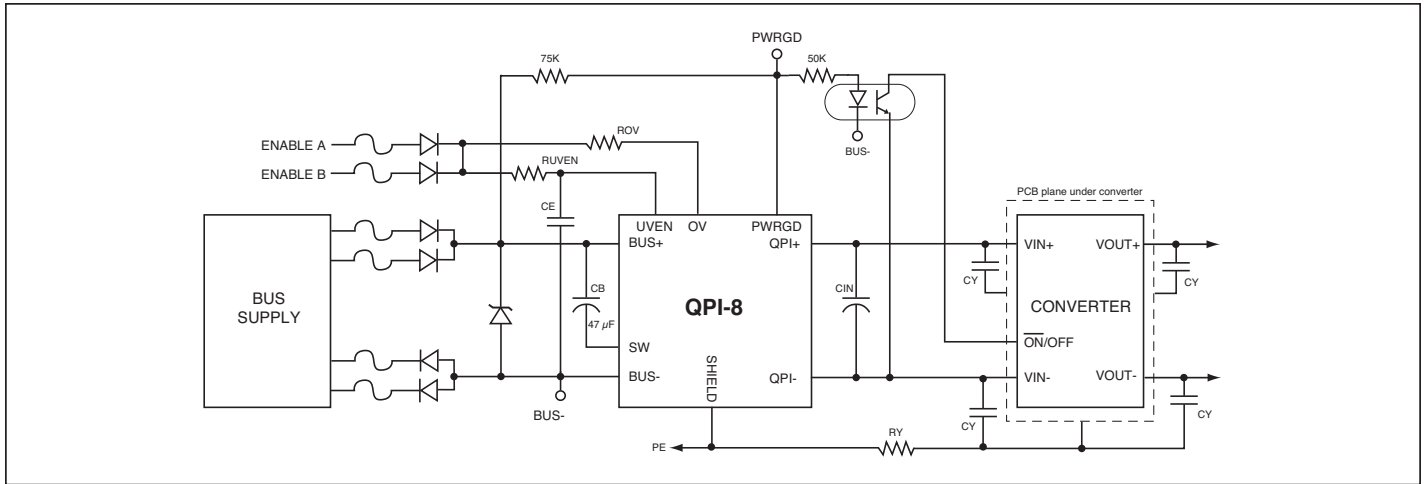 PWRGD
75K
50K
ENABLE A
ROV
BUS-
ENABLE B
RUVEN
PCB plane under converter
CE
UVEN
OV
PWRGD
BUS+
QPI+
VIN+
VOUT+
CY
CY
BUS
SUPPLY
CB
47 µF
QPI-8
CIN
CONVERTER
SW
ON/OFF
SHIELD
BUS-
QPI-
VIN-
VOUT-
BUS-
CY
CY
PE
RY